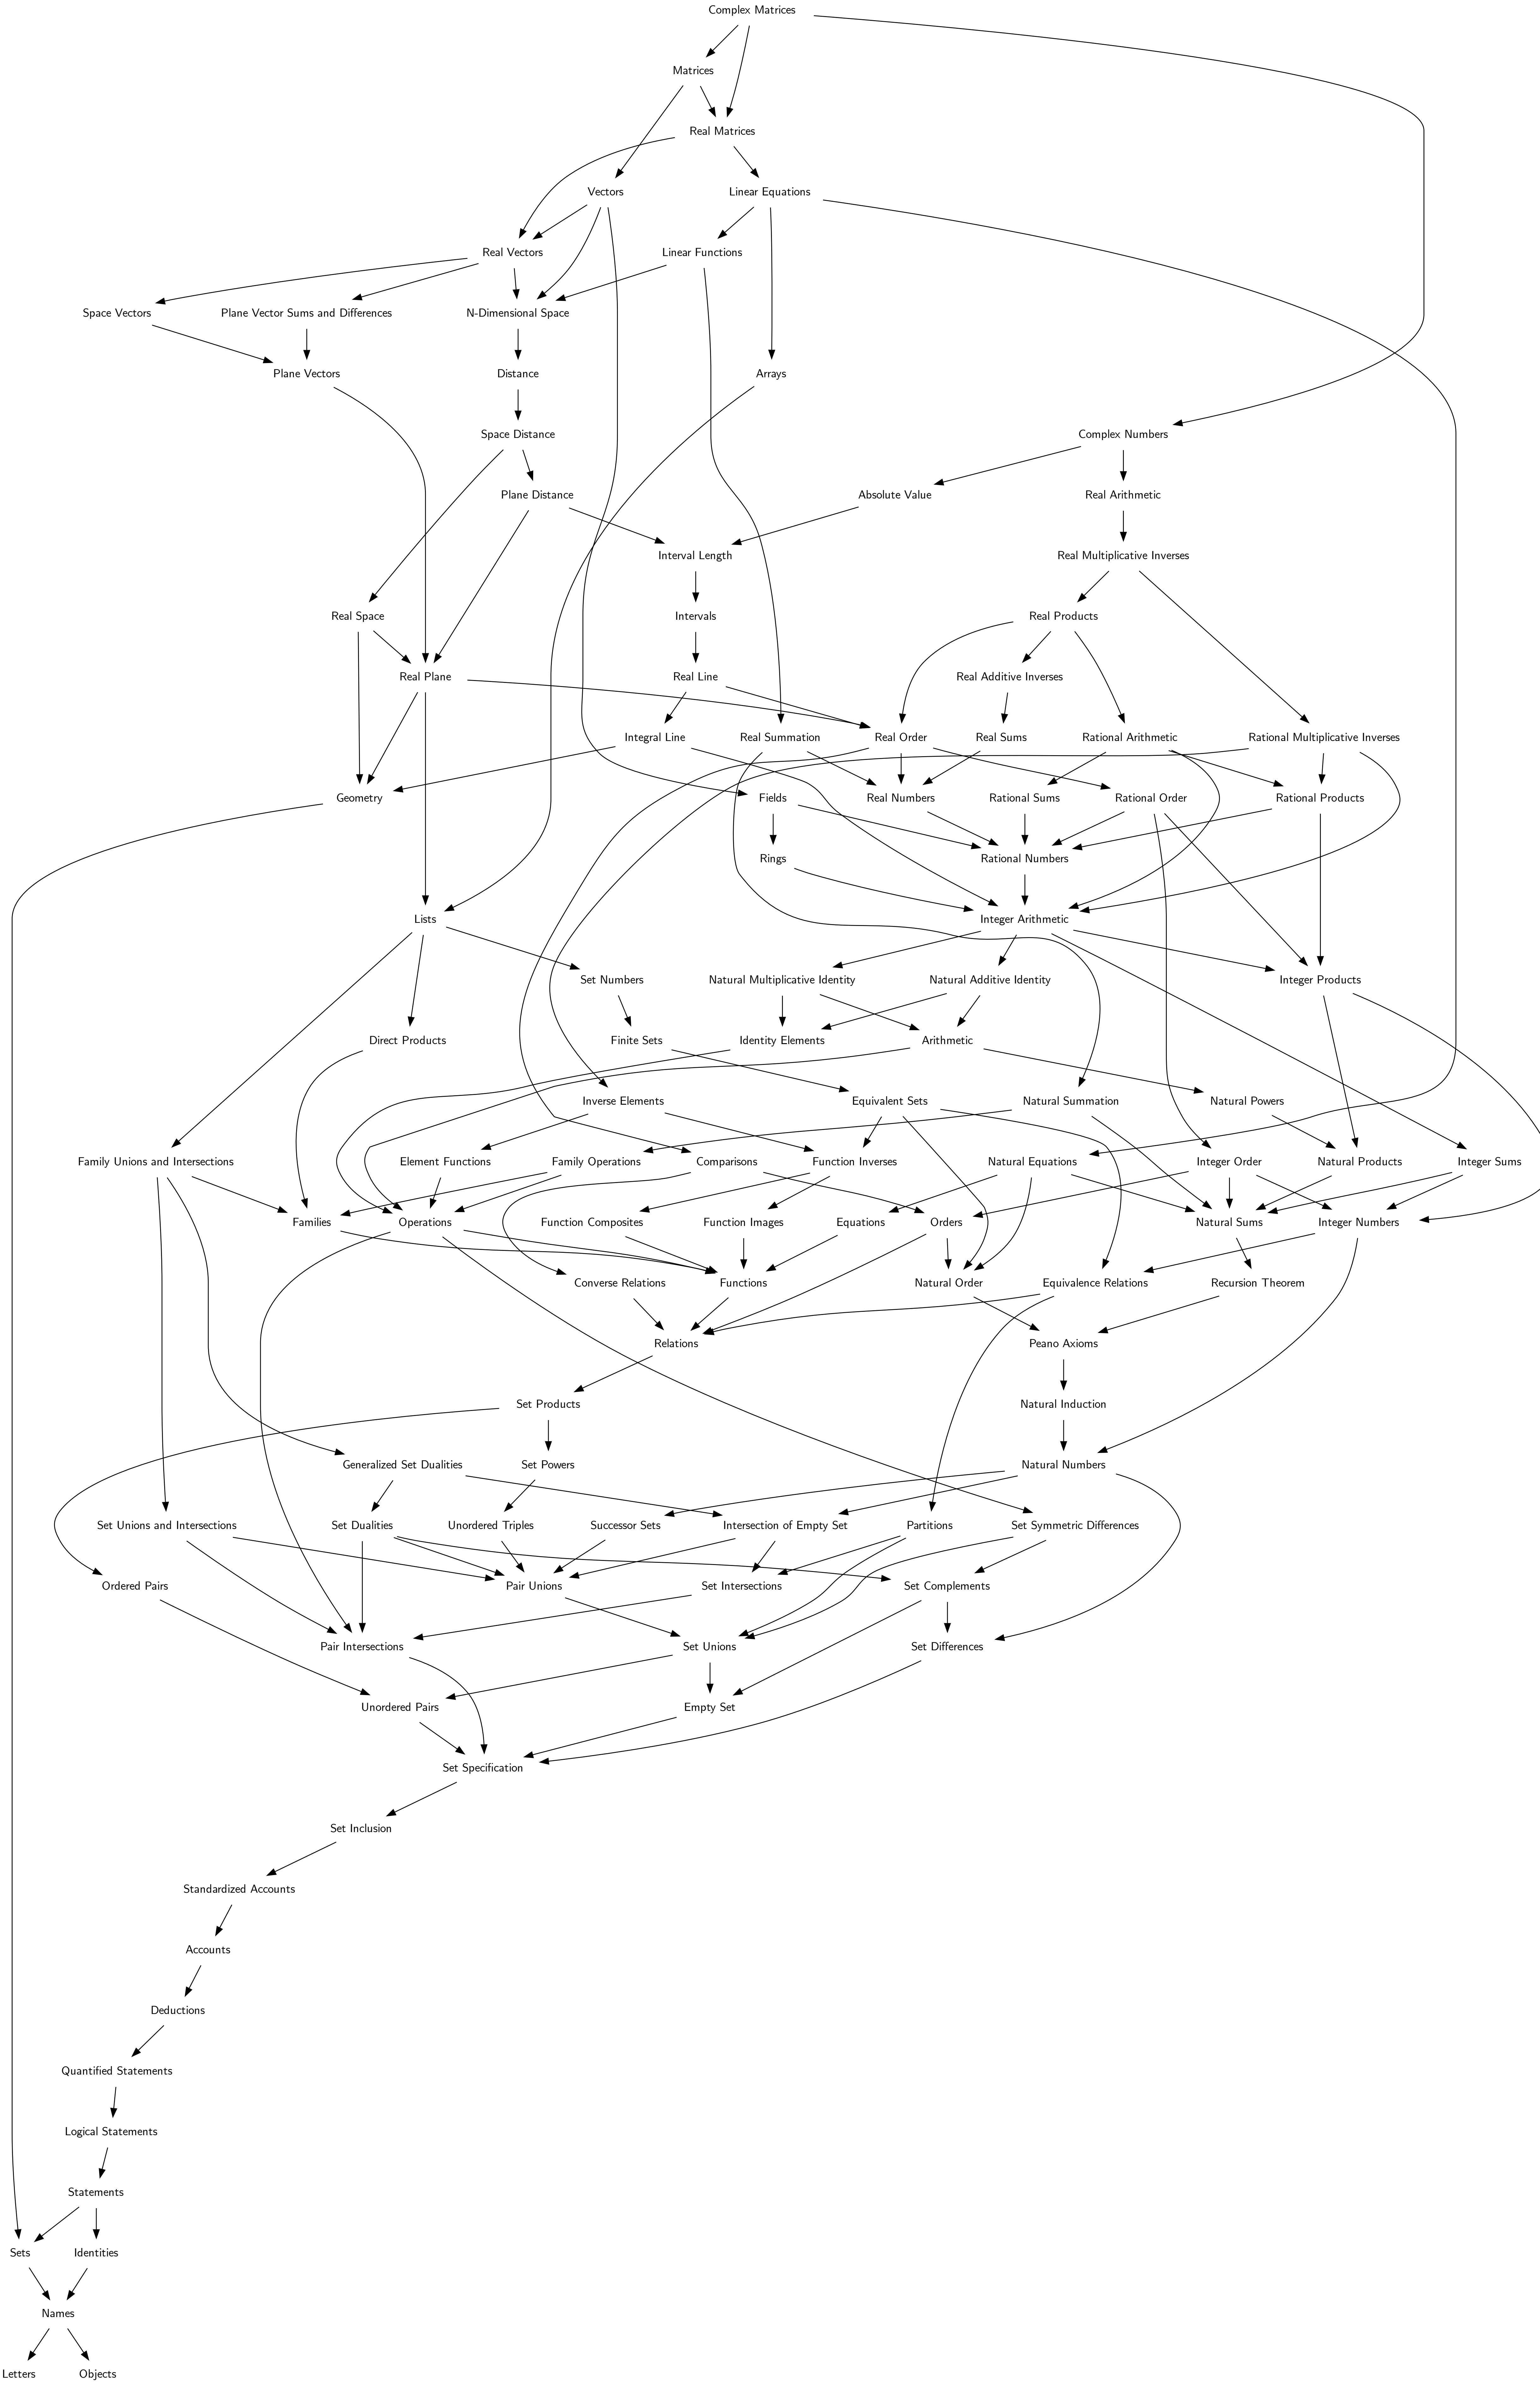 Complex Matrices
Matrices
Real Matrices
Vectors
Linear Equations
Real Vectors
Linear Functions
Space Vectors
Plane Vector Sums and Differences
N-Dimensional Space
Plane Vectors
Distance
Arrays
Space Distance
Complex Numbers
Plane Distance
Absolute Value
Real Arithmetic
Interval Length
Real Multiplicative Inverses
Real Space
Intervals
Real Products
Real Plane
Real Line
Real Additive Inverses
Integral Line
Real Summation
Real Order
Real Sums
Rational Arithmetic
Rational Multiplicative Inverses
Geometry
Fields
Real Numbers
Rational Sums
Rational Order
Rational Products
Rings
Rational Numbers
Lists
Integer Arithmetic
Set Numbers
Natural Multiplicative Identity
Natural Additive Identity
Integer Products
Direct Products
Finite Sets
Identity Elements
Arithmetic
Inverse Elements
Equivalent Sets
Natural Summation
Natural Powers
Family Unions and Intersections
Element Functions
Family Operations
Comparisons
Function Inverses
Natural Equations
Integer Order
Natural Products
Integer Sums
Families
Operations
Function Composites
Function Images
Equations
Orders
Natural Sums
Integer Numbers
Converse Relations
Functions
Natural Order
Equivalence Relations
Recursion Theorem
Relations
Peano Axioms
Set Products
Natural Induction
Generalized Set Dualities
Set Powers
Natural Numbers
Set Unions and Intersections
Set Dualities
Unordered Triples
Successor Sets
Intersection of Empty Set
Partitions
Set Symmetric Differences
Ordered Pairs
Pair Unions
Set Intersections
Set Complements
Pair Intersections
Set Unions
Set Differences
Unordered Pairs
Empty Set
Set Specification
Set Inclusion
Standardized Accounts
Accounts
Deductions
Quantified Statements
Logical Statements
Statements
Sets
Identities
Names
Letters
Objects